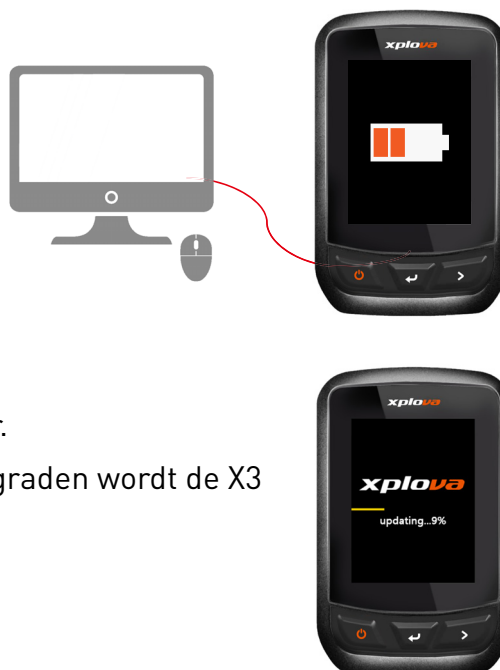 xplova
r.
graden wordt de X3
xplova
xplova
updating...9%